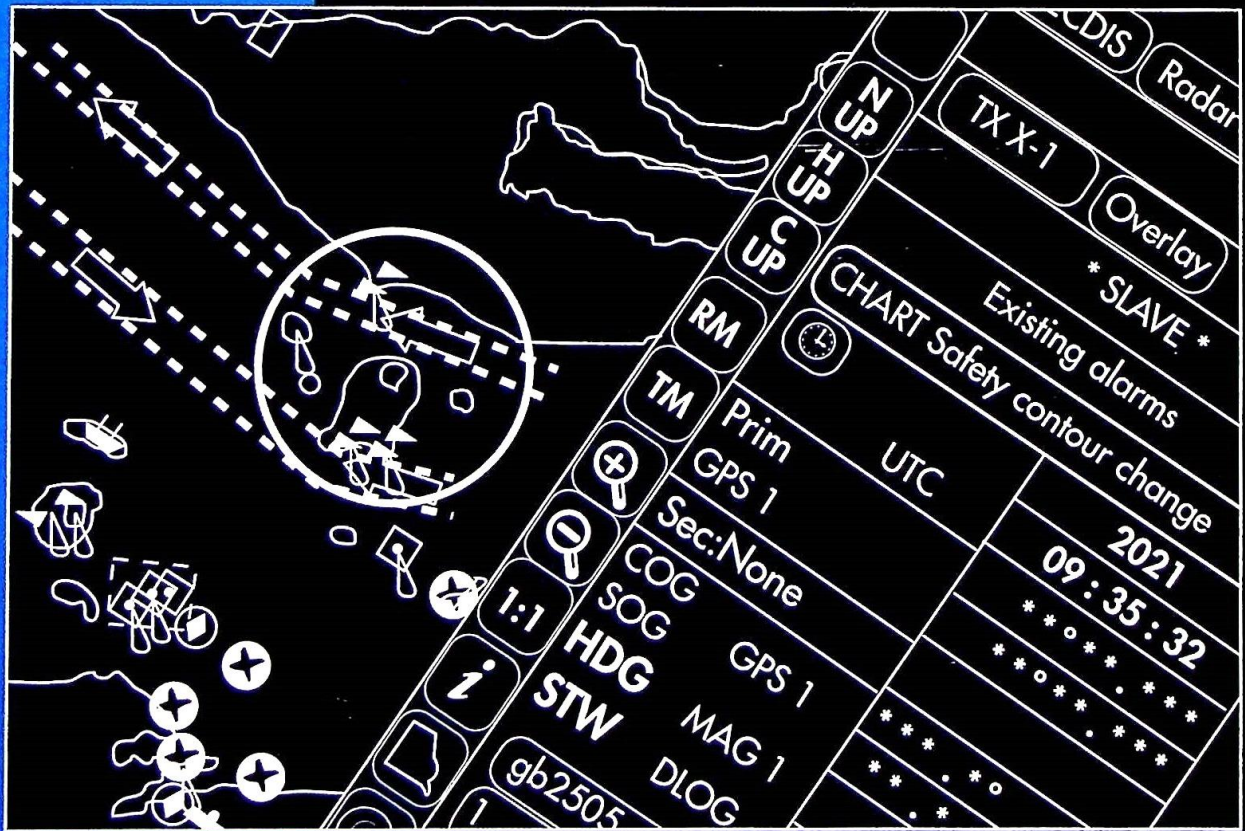 ECDIS
Radar
TX X-1
Overlay
* SLAVE *
Existing alarms
CHART Safety contour change
UTC
2021
09 : 35 : 32
Prim
GPS 1
**°**.***
Sec:None
**°**.***
COG
SOG
GPS 1
**.*°
HDG
MAG 1
**.*
STW
DLOG
gb2505
1
N
UP
H
UP
C
UP
RM
TM
1:1
i